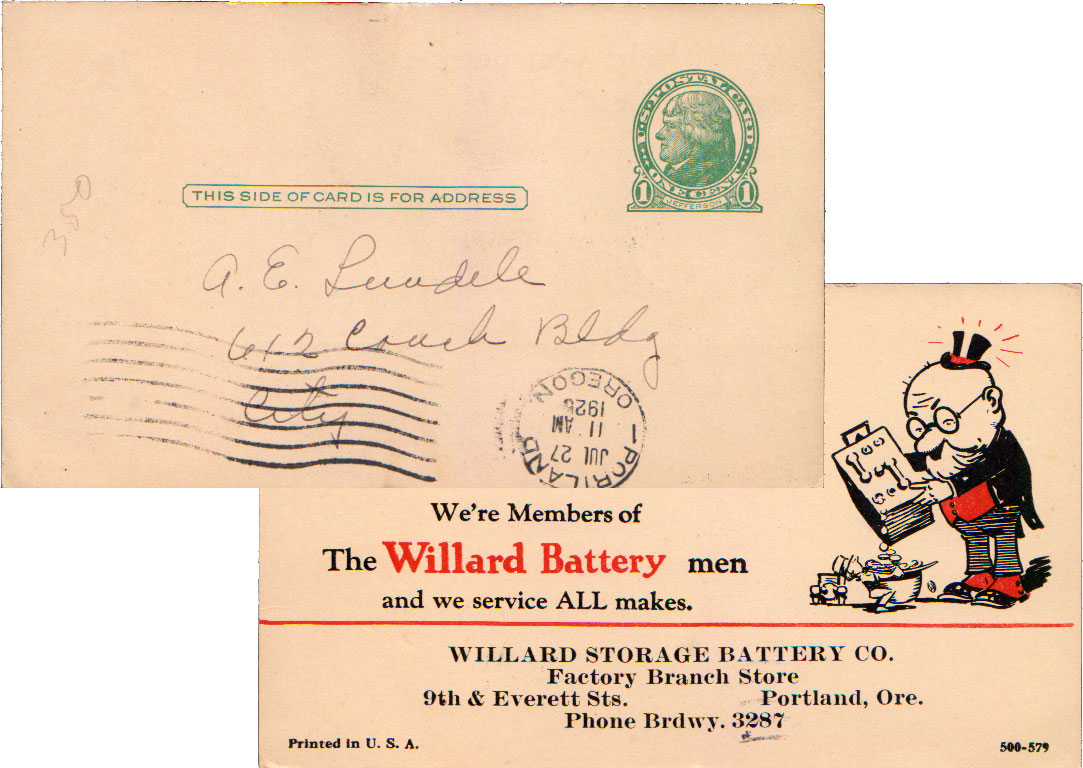 U.S. POSTAL CARD
ONE CENT
1 JEFFERSON 1
THIS SIDE OF CARD IS FOR ADDRESS
350
A. E. Lundele
612 Couch Bldg
City
PORTLAND
JUL 27
11 AM
1925
OREGON
We're Members of
The Willard Battery men
and we service ALL makes.
WILLARD STORAGE BATTERY CO.
Factory Branch Store
9th & Everett Sts. Portland, Ore.
Phone Brdwy. 3287
Printed in U. S. A.
500-579